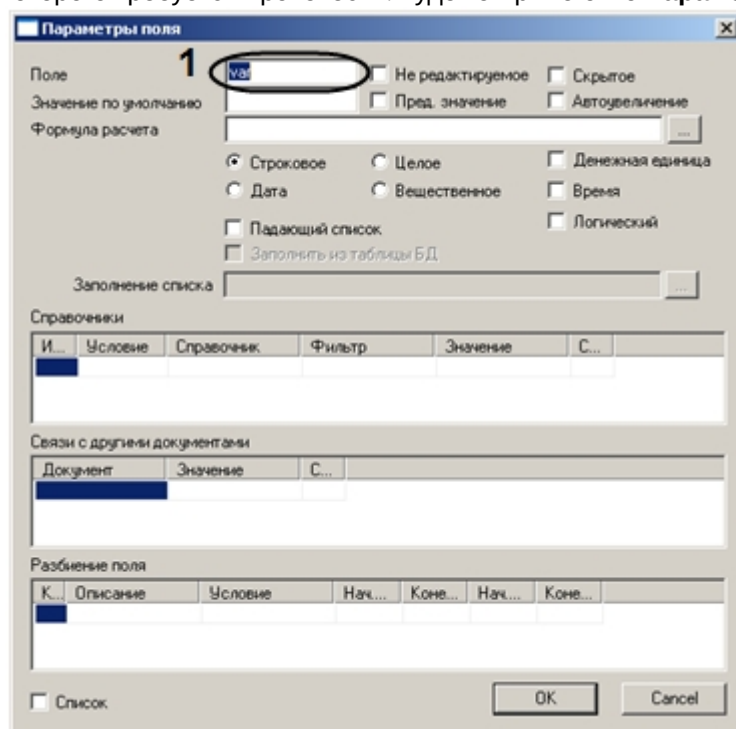 Параметры поля
1
Поле var Не редактируемое Скрытое
Значение по умолчанию Пред. значение Автоувеличение
Формула расчета ...
Строковое Целое Денежная единица
Дата Вещественное Время
Падающий список Логический
Заполнить из таблицы БД
Заполнение списка ...
Справочники
И... Условие Справочник Фильтр Значение С...
Связи с другими документами
Документ Значение С...
Разбиение поля
К... Описание Условие Нач.... Коне... Нач.... Коне...
Список OK Cancel